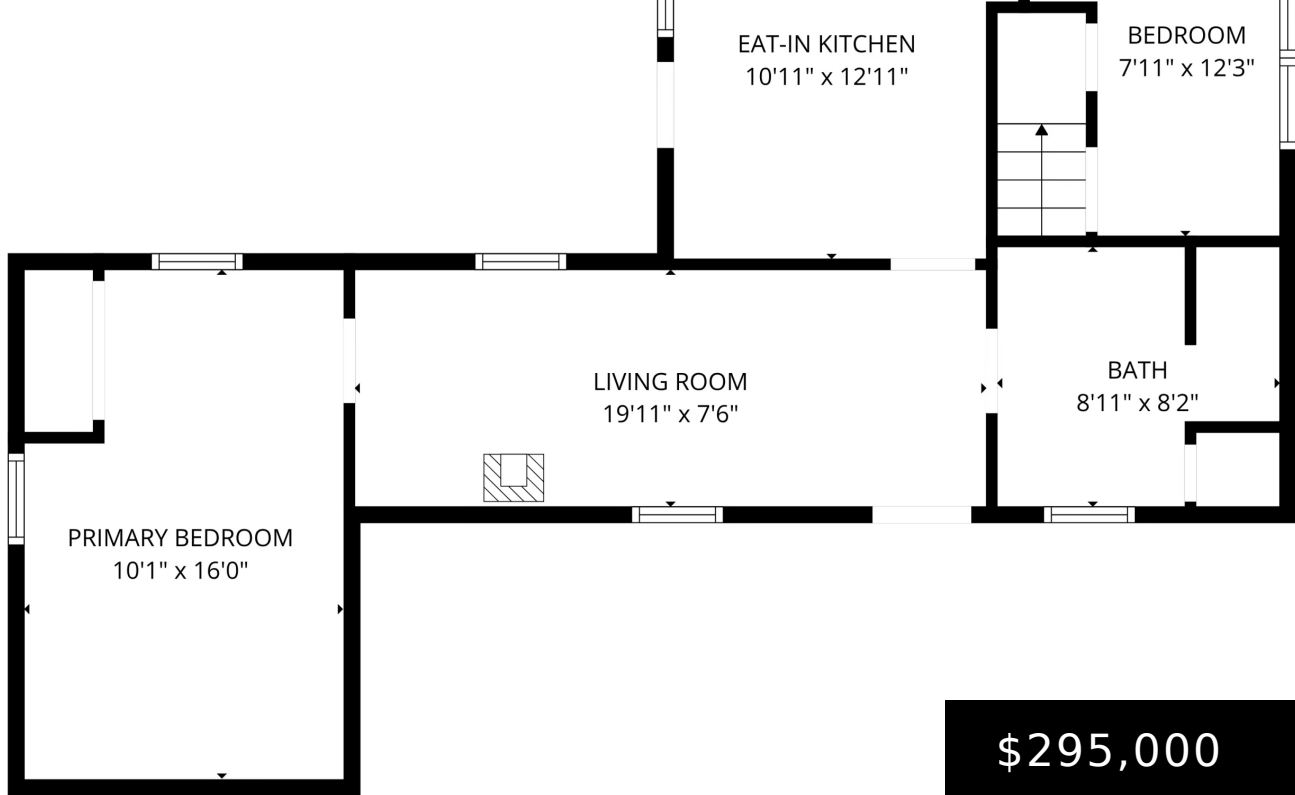 EAT-IN KITCHEN
10'11" x 12'11"
BEDROOM
7'11" x 12'3"
LIVING ROOM
19'11" x 7'6"
BATH
8'11" x 8'2"
PRIMARY BEDROOM
10'1" x 16'0"
$295,000